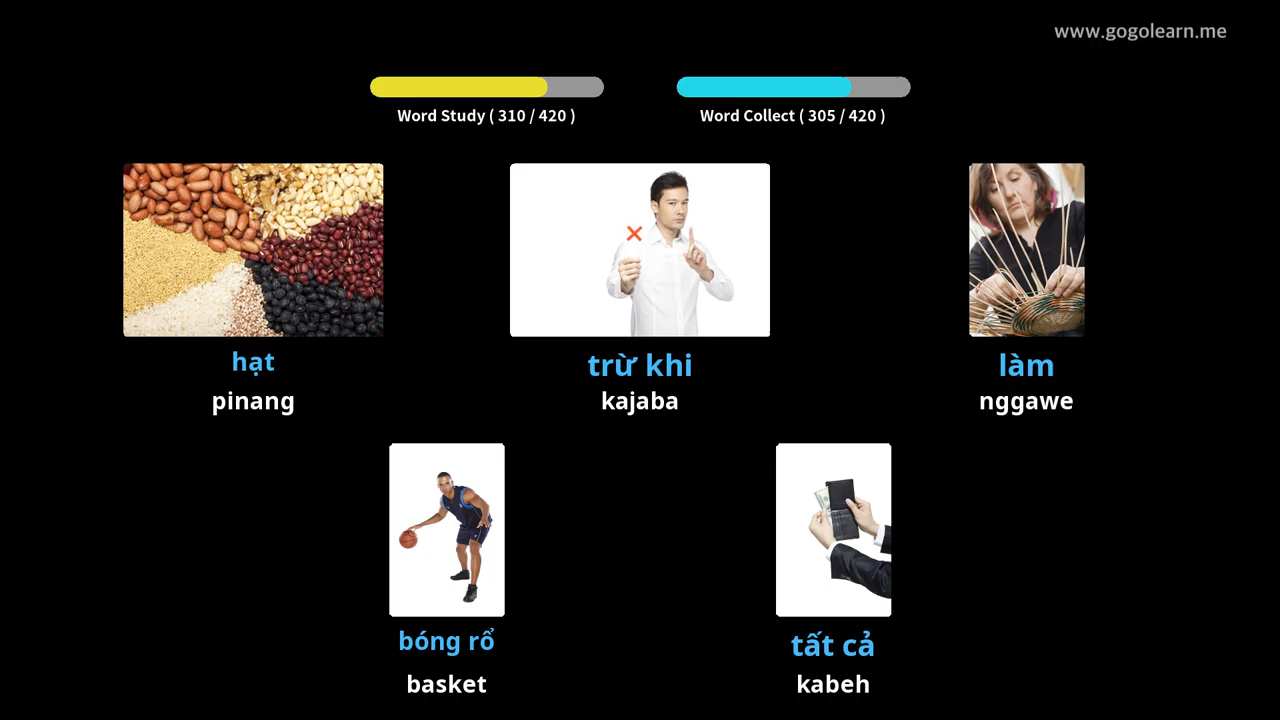 www.gogolearn.me
Word Study ( 310 / 420 )
Word Collect ( 305 / 420 )
hạt
pinang
trừ khi
kajaba
làm
nggawe
bóng rổ
basket
tất cả
kabeh